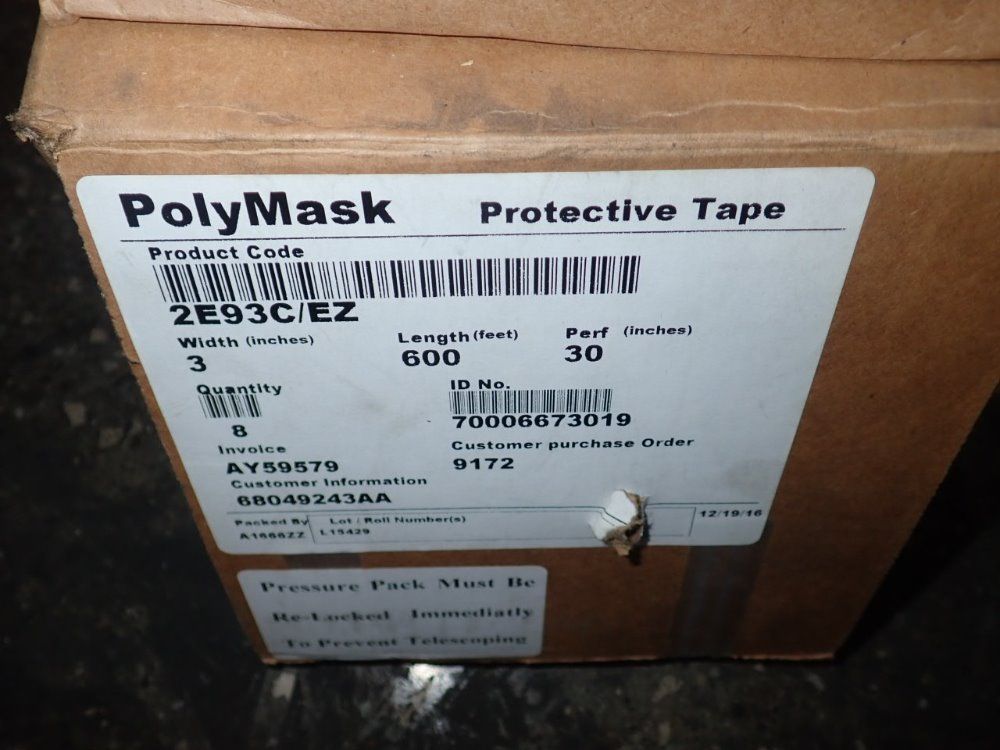 PolyMask Protective Tape
Product Code
2E93C/EZ
Width (inches) Length (feet) Perf (inches)
3 600 30
Quantity ID No.
8 70006673019
Invoice Customer purchase Order
AY59579 9172
Customer Information
68049243AA
Packed By Lot / Roll Number(s) 12/19/16
A1666ZZ L15429
Pressure Pack Must Be
Re-Locked Immediatly
To Prevent Telescoping